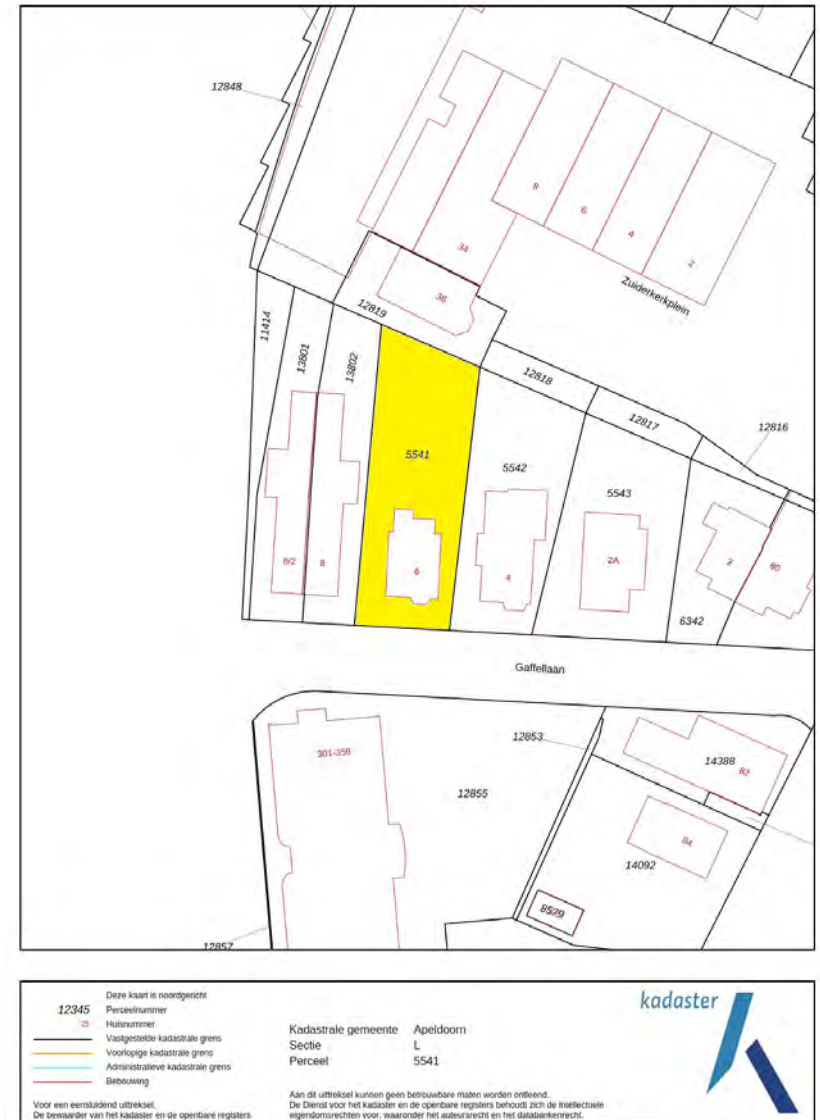 12848
8
6
4
2
34
36
Zuiderkerkplein
12819
11414
13801
13802
12818
12817
12816
5541
5542
5543
8/2
8
6
4
2A
2
80
6342
Gaffellaan
12853
301-359
14388
82
12855
84
14092
8529
12857
kadaster
Deze kaart is noordgericht
12345 Perceelnummer
25 Huisnummer
Vastgestelde kadastrale grens
Voorlopige kadastrale grens
Administratieve kadastrale grens
Bebouwing
Kadastrale gemeente Apeldoorn
Sectie L
Perceel 5541
Voor een eensluidend uittreksel,
De bewaarder van het kadaster en de openbare registers
Aan dit uittreksel kunnen geen betrouwbare maten worden ontleend.
De Dienst voor het kadaster en de openbare registers behoudt zich de intellectuele
eigendomsrechten voor, waaronder het auteursrecht en het databankenrecht.